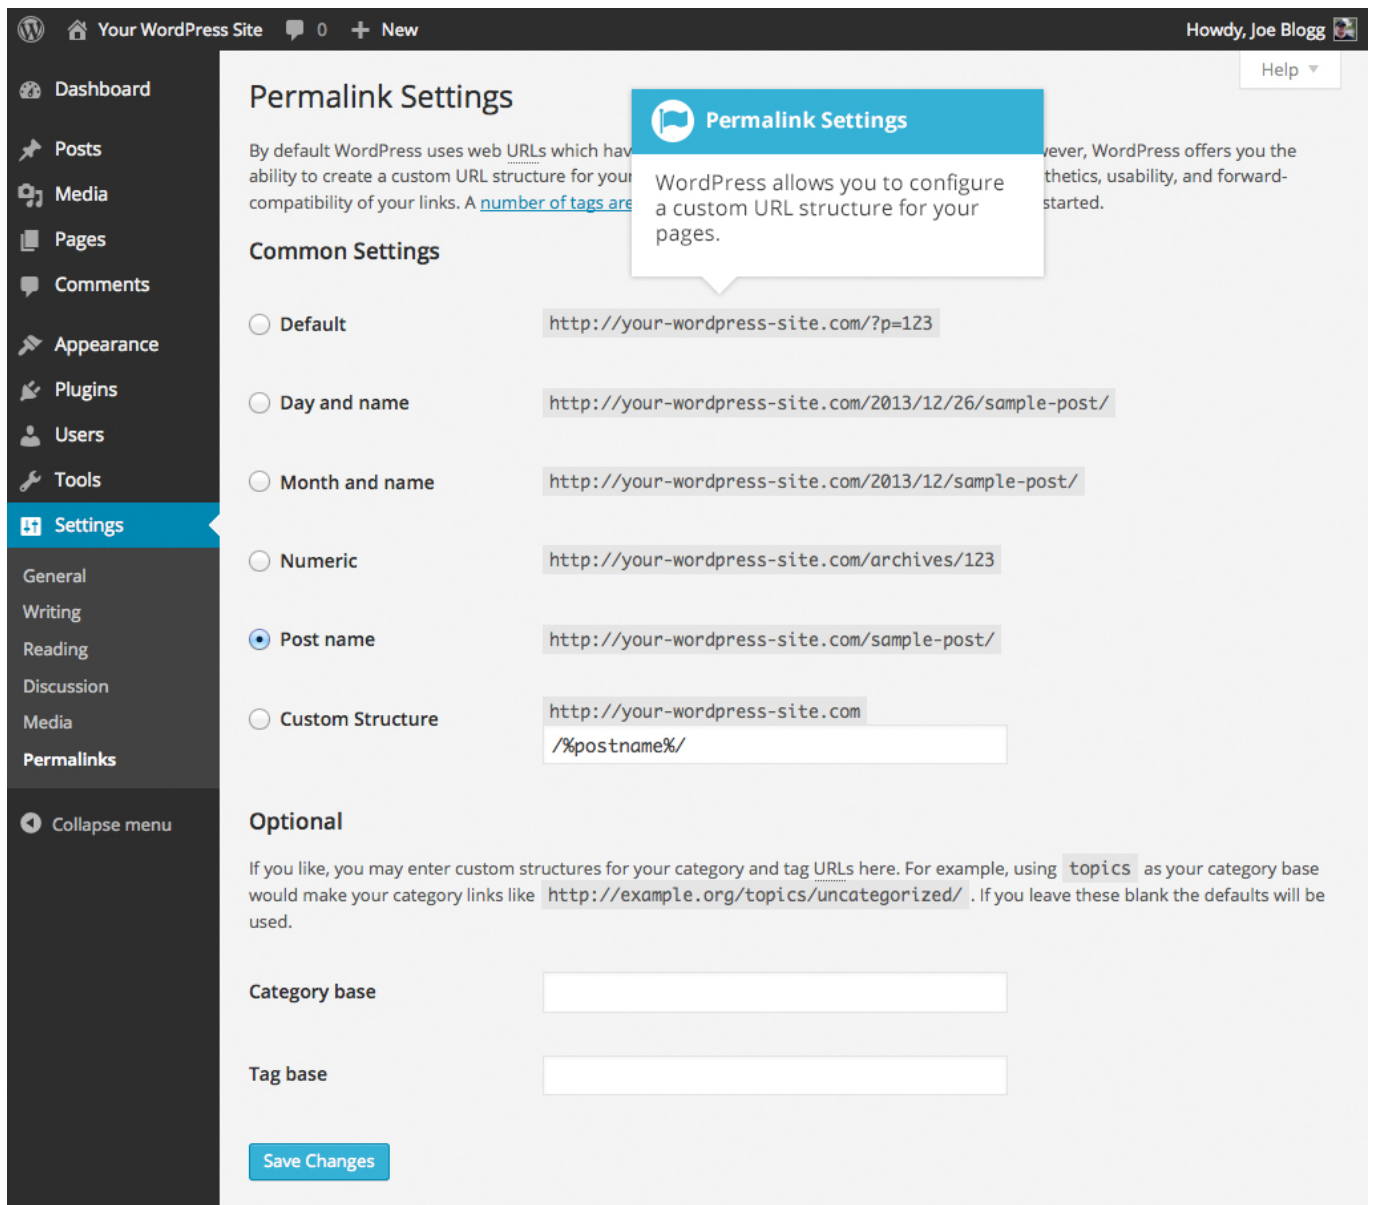 Your WordPress Site 0 + New Howdy, Joe Blogg
Help
Dashboard
Posts
Media
Pages
Comments
Appearance
Plugins
Users
Tools
Settings
General
Writing
Reading
Discussion
Media
Permalinks
Collapse menu
Permalink Settings
By default WordPress uses web URLs which hav wever, WordPress offers you the
ability to create a custom URL structure for your thetics, usability, and forward-
compatibility of your links. A number of tags are started.
Permalink Settings
WordPress allows you to configure
a custom URL structure for your
pages.
Common Settings
Default http://your-wordpress-site.com/?p=123
Day and name http://your-wordpress-site.com/2013/12/26/sample-post/
Month and name http://your-wordpress-site.com/2013/12/sample-post/
Numeric http://your-wordpress-site.com/archives/123
Post name http://your-wordpress-site.com/sample-post/
Custom Structure http://your-wordpress-site.com
/%postname%/
Optional
If you like, you may enter custom structures for your category and tag URLs here. For example, using topics as your category base
would make your category links like http://example.org/topics/uncategorized/ . If you leave these blank the defaults will be
used.
Category base
Tag base
Save Changes